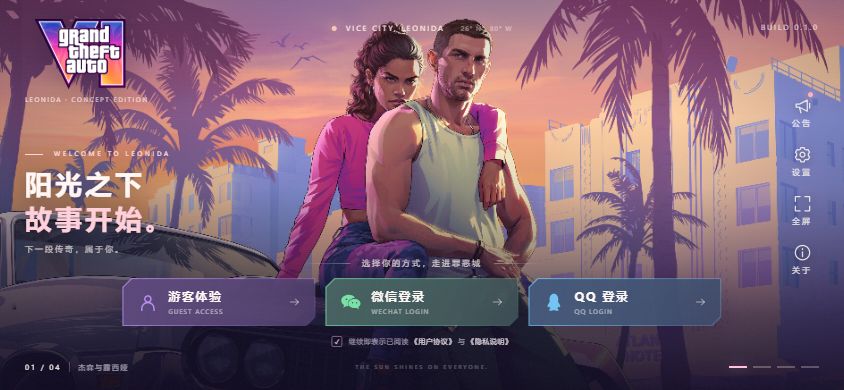 VI
grand
theft
auto
VICE CITY, LEONIDA 26° N
BUILD 0.1.0
LEONIDA · CONCEPT EDITION
公告
WELCOME TO LEONIDA
阳光之下
故事开始。
下一段传奇，属于你。
设置
全屏
关于
选择你的方式，走进罪恶城
游客体验
GUEST ACCESS
微信登录
WECHAT LOGIN
QQ 登录
QQ LOGIN
继续即表示已阅读《用户协议》与《隐私说明》
01 / 04 杰森与露西娅
THE SUN SHINES ON EVERYONE.